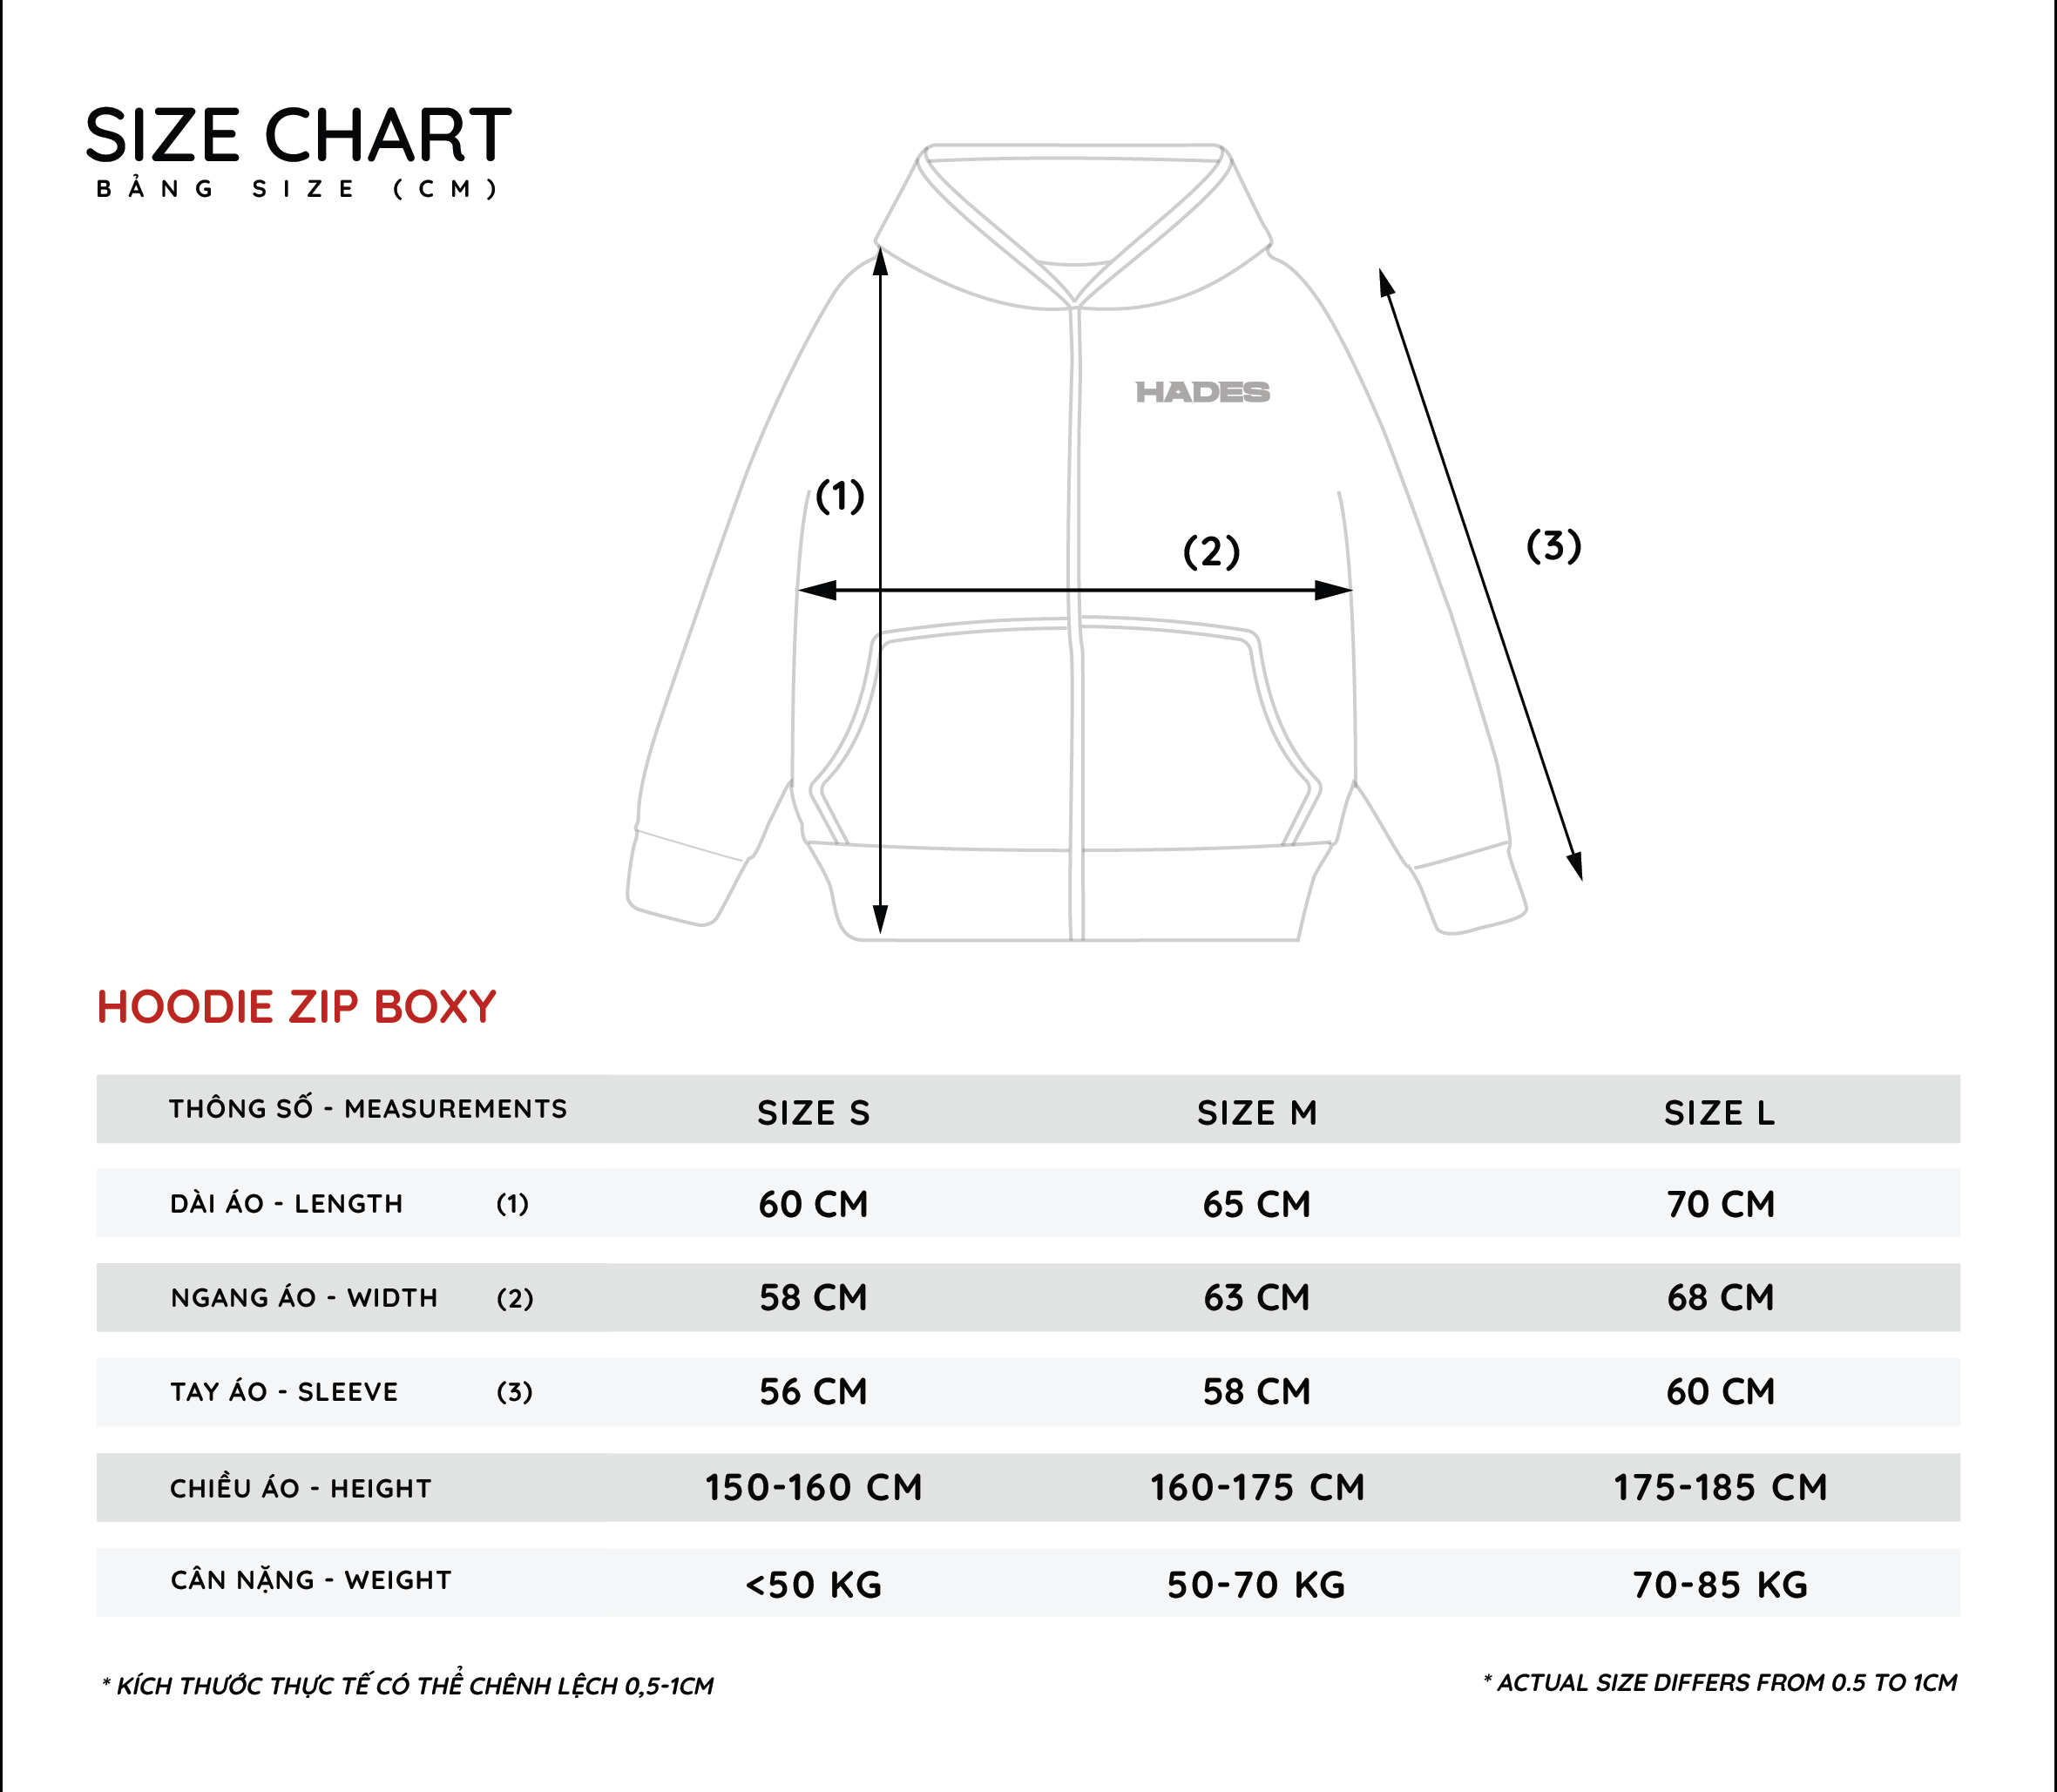 SIZE CHART
BẢNG SIZE (CM)
HADES
(1)
(2)
(3)
HOODIE ZIP BOXY
THÔNG SỐ - MEASUREMENTS SIZE S SIZE M SIZE L
DÀI ÁO - LENGTH (1) 60 CM 65 CM 70 CM
NGANG ÁO - WIDTH (2) 58 CM 63 CM 68 CM
TAY ÁO - SLEEVE (3) 56 CM 58 CM 60 CM
CHIỀU ÁO - HEIGHT 150-160 CM 160-175 CM 175-185 CM
CÂN NẶNG - WEIGHT <50 KG 50-70 KG 70-85 KG
* KÍCH THƯỚC THỰC TẾ CÓ THỂ CHÊNH LỆCH 0,5-1CM
* ACTUAL SIZE DIFFERS FROM 0.5 TO 1CM